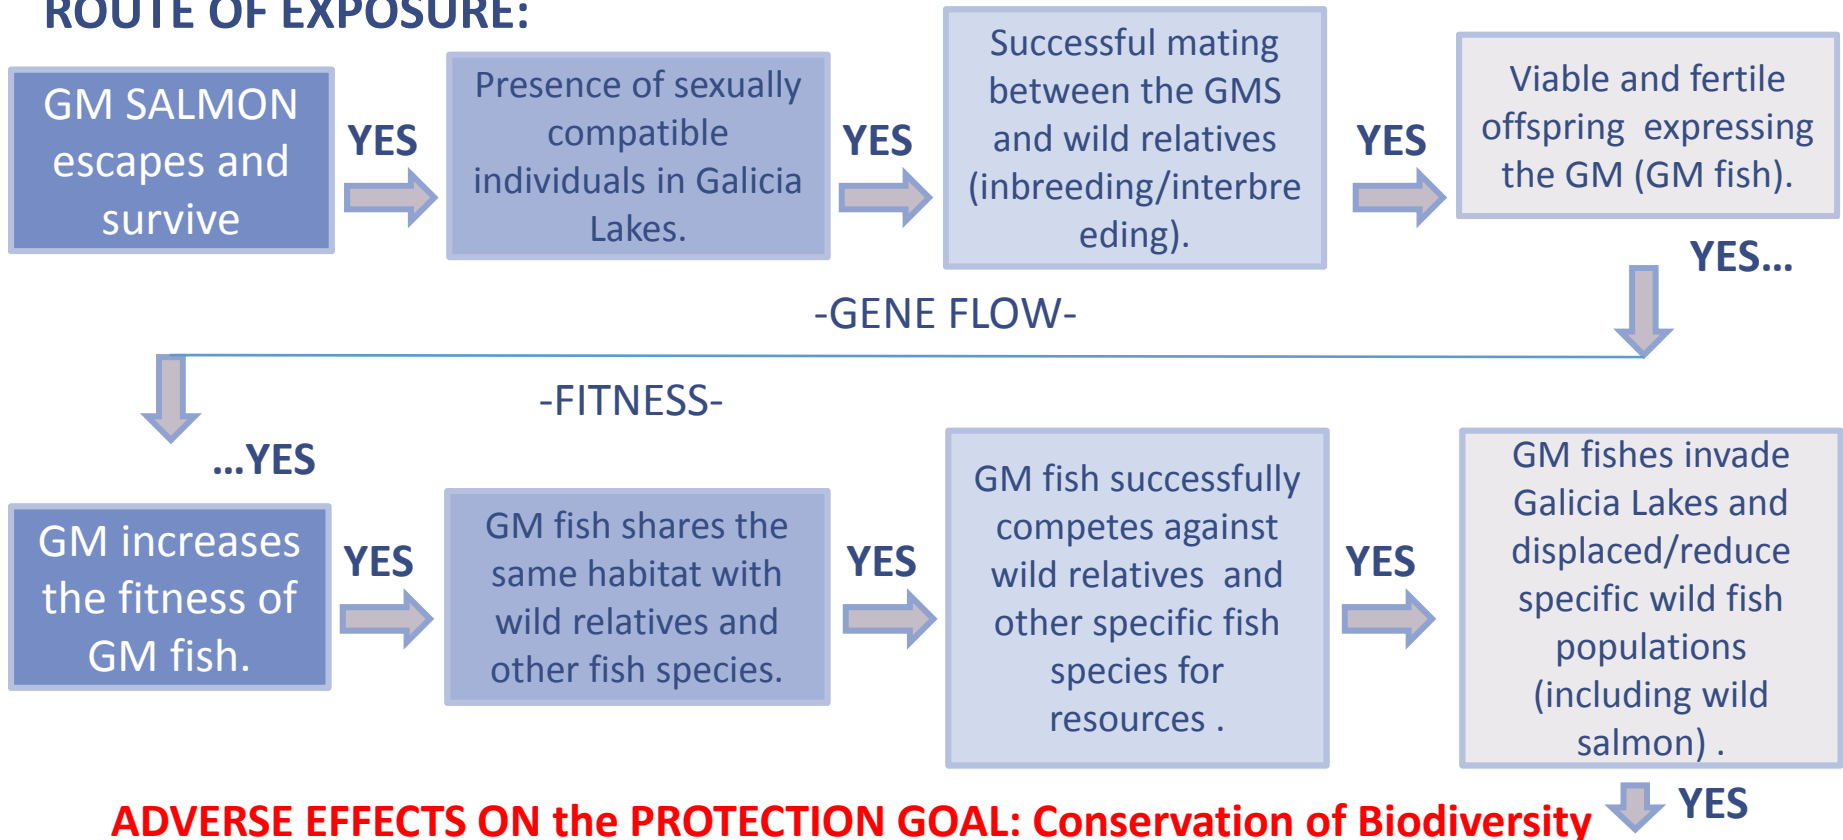 ROUTE OF EXPOSURE:
GM SALMON
escapes and
survive
YES
Presence of sexually
compatible
individuals in Galicia
Lakes.
YES
Successful mating
between the GMS
and wild relatives
(inbreeding/interbre
eding).
YES
Viable and fertile
offspring expressing
the GM (GM fish).
YES...
-GENE FLOW-
-FITNESS-
...YES
GM increases
the fitness of
GM fish.
YES
GM fish shares the
same habitat with
wild relatives and
other fish species.
YES
GM fish successfully
competes against
wild relatives and
other specific fish
species for
resources .
YES
GM fishes invade
Galicia Lakes and
displaced/reduce
specific wild fish
populations
(including wild
salmon) .
YES
ADVERSE EFFECTS ON the PROTECTION GOAL: Conservation of Biodiversity